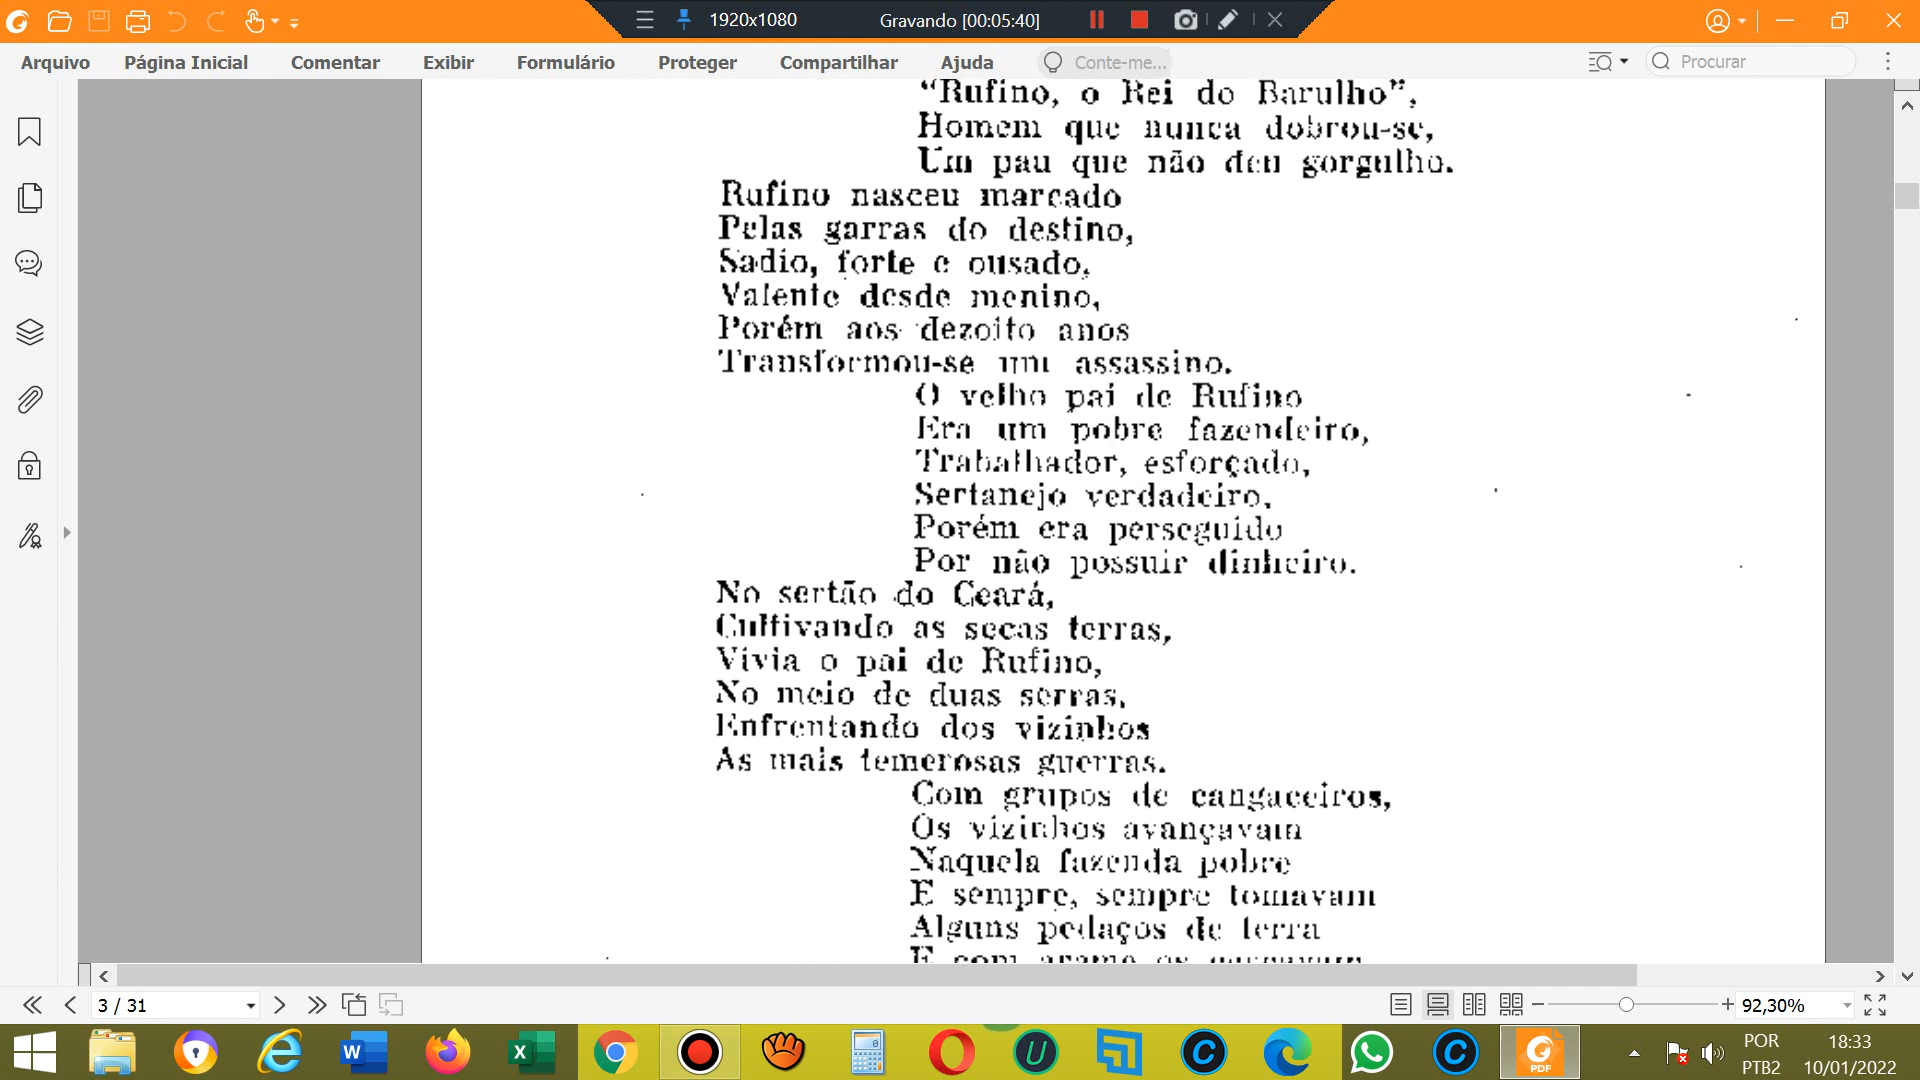 1920x1080
Gravando [00:05:40]
Arquivo
Página Inicial
Comentar
Exibir
Formulário
Proteger
Compartilhar
Ajuda
Conte-me...
Procurar
“Rufino, o Rei do Barulho”,
Homem que nunca dobrou-se,
Um pau que não deu gorgulho.
Rufino nasceu marcado
Pelas garras do destino,
Sadio, forte e ousado,
Valente desde menino,
Porém aos dezoito anos
Transformou-se um assassino.
O velho pai de Rufino
Era um pobre fazendeiro,
Trabalhador, esforçado,
Sertanejo verdadeiro,
Porém era perseguido
Por não possuir dinheiro.
No sertão do Ceará,
Cultivando as secas terras,
Vivia o pai de Rufino,
No meio de duas serras,
Enfrentando dos vizinhos
As mais temerosas guerras.
Com grupos de cangaceiros,
Os vizinhos avançavam
Naquela fazenda pobre
E sempre, sempre tomavam
Alguns pedaços de terra
E com arame os
3 / 31
92,30%
POR
PTB2
18:33
10/01/2022